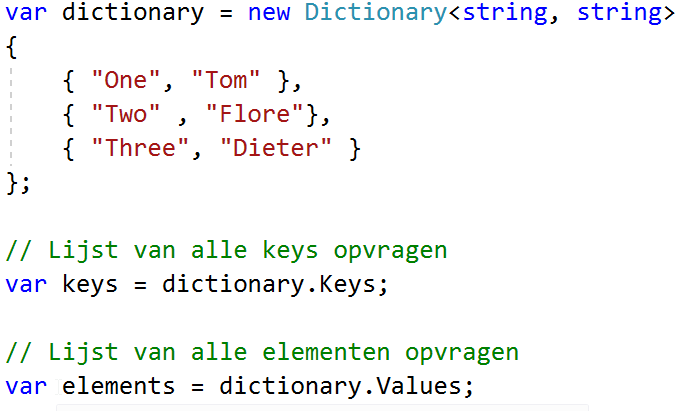 var dictionary = new Dictionary<string, string>
{
{ "One", "Tom" },
{ "Two" , "Flore"},
{ "Three", "Dieter" }
};
// Lijst van alle keys opvragen
var keys = dictionary.Keys;
// Lijst van alle elementen opvragen
var elements = dictionary.Values;